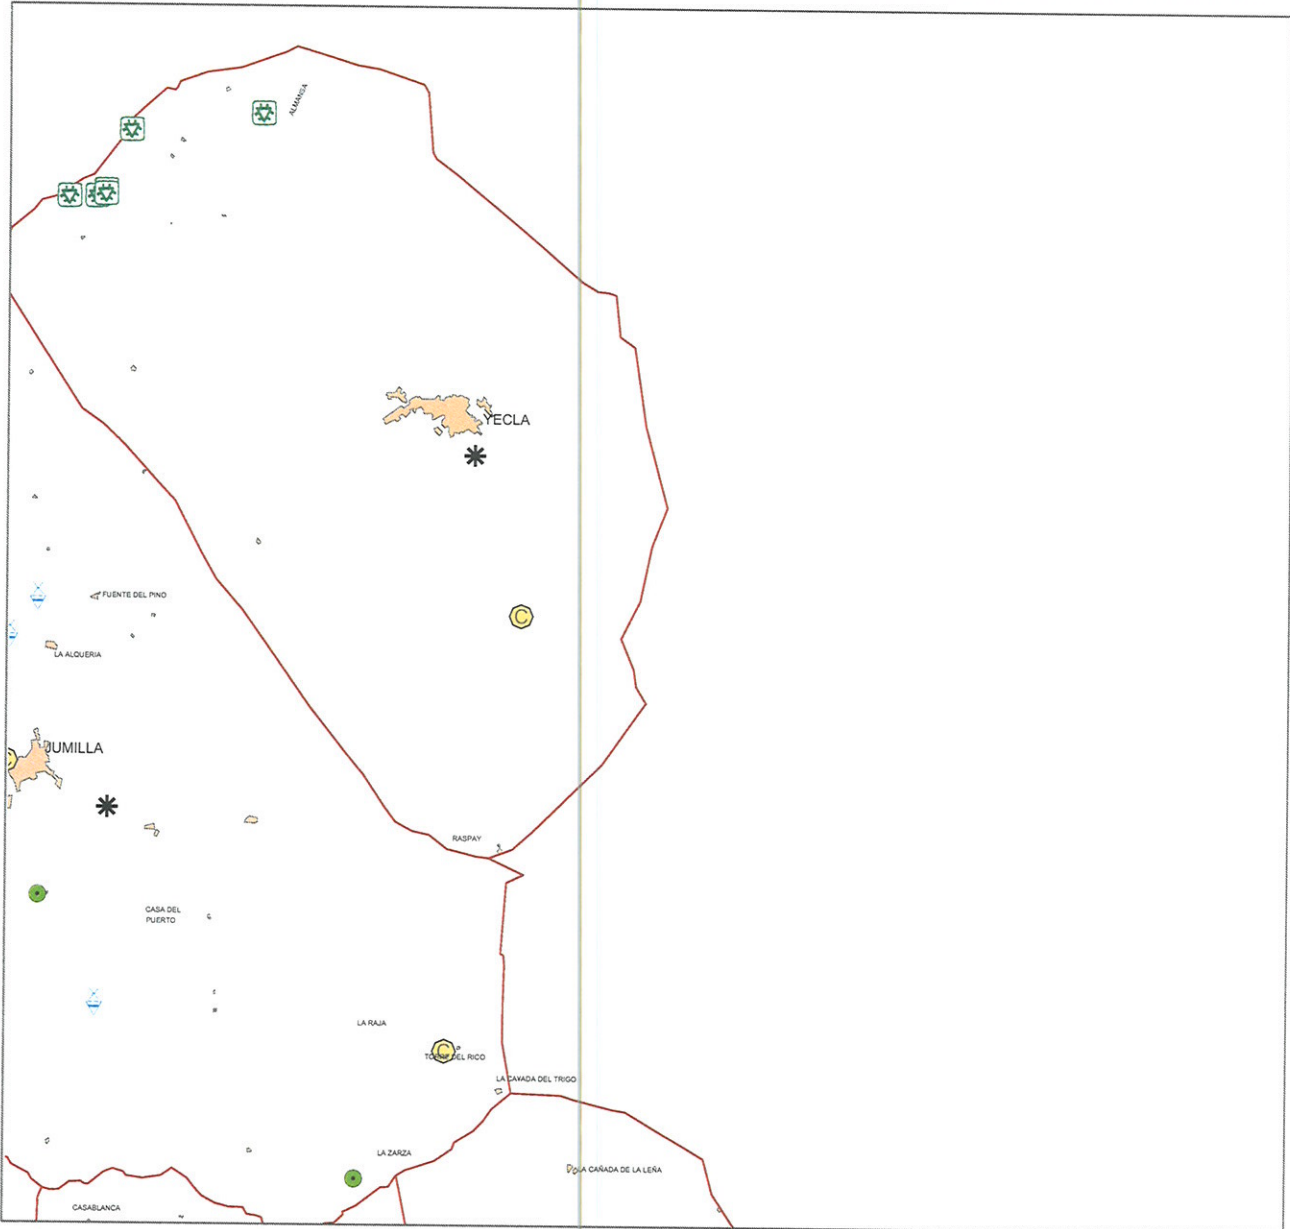 ALMANSA
YECLA
FUENTE DEL PINO
LA ALQUERIA
C
JUMILLA
C
RASPAY
CASA DEL
PUERTO
LA RAJA
C
TORRE DEL RICO
LA CAÑADA DEL TRIGO
LA ZARZA
LA CAÑADA DE LA LEÑA
CASABLANCA